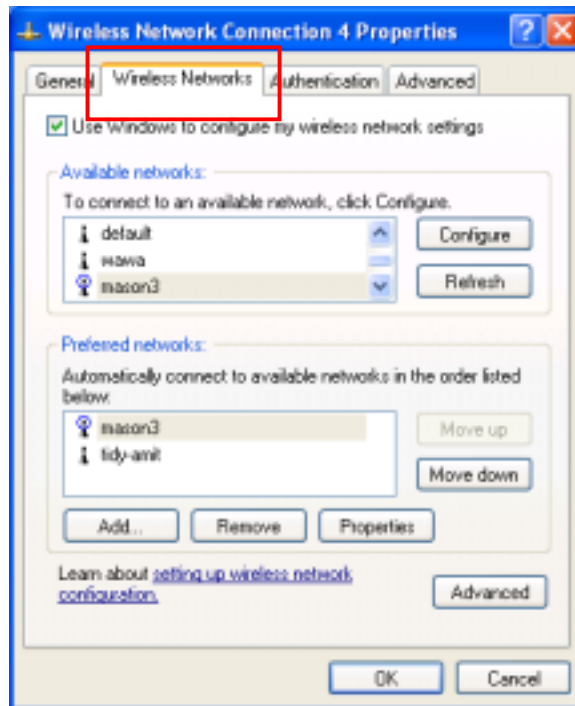 Wireless Network Connection 4 Properties
General Wireless Networks Authentication Advanced
Use Windows to configure my wireless network settings
Available networks:
To connect to an available network, click Configure.
default
wawa
mason3
Configure
Refresh
Preferred networks:
Automatically connect to available networks in the order listed
below:
mason3
tidy-amit
Move up
Move down
Add... Remove Properties
Learn about setting up wireless network
configuration.
Advanced
OK Cancel